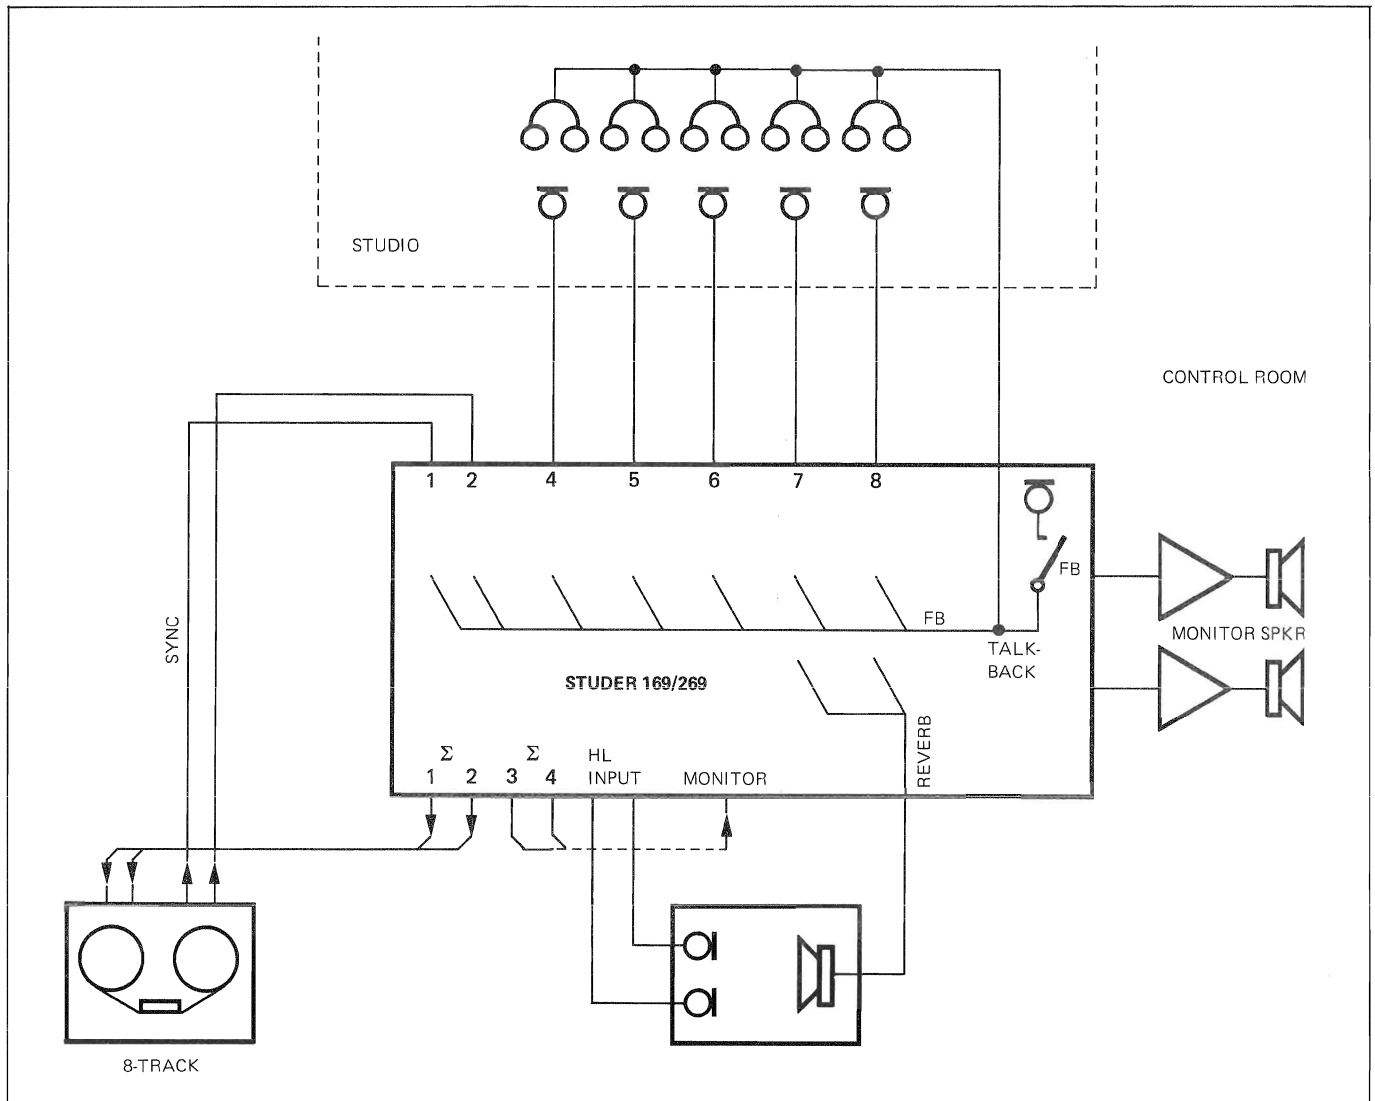 STUDIO
CONTROL ROOM
1 2 4 5 6 7 8
FB
FB
SYNC
MONITOR SPKR
TALK-
BACK
STUDER 169/269
REVERB
Σ Σ HL
1 2 3 4 INPUT MONITOR
8-TRACK